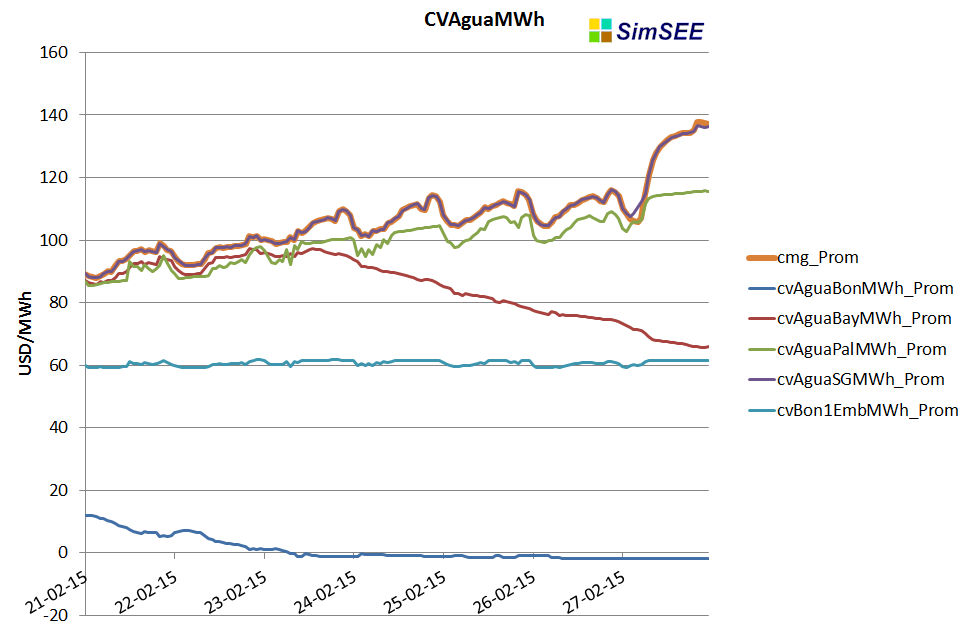 CVAguaMWh
SimSEE
160
140
120
100
80
60
40
20
0
-20
USD/MWh
21-02-15
22-02-15
23-02-15
24-02-15
25-02-15
26-02-15
27-02-15
cmg_Prom
cvAguaBonMWh_Prom
cvAguaBayMWh_Prom
cvAguaPalMWh_Prom
cvAguaSGMWh_Prom
cvBon1EmbMWh_Prom